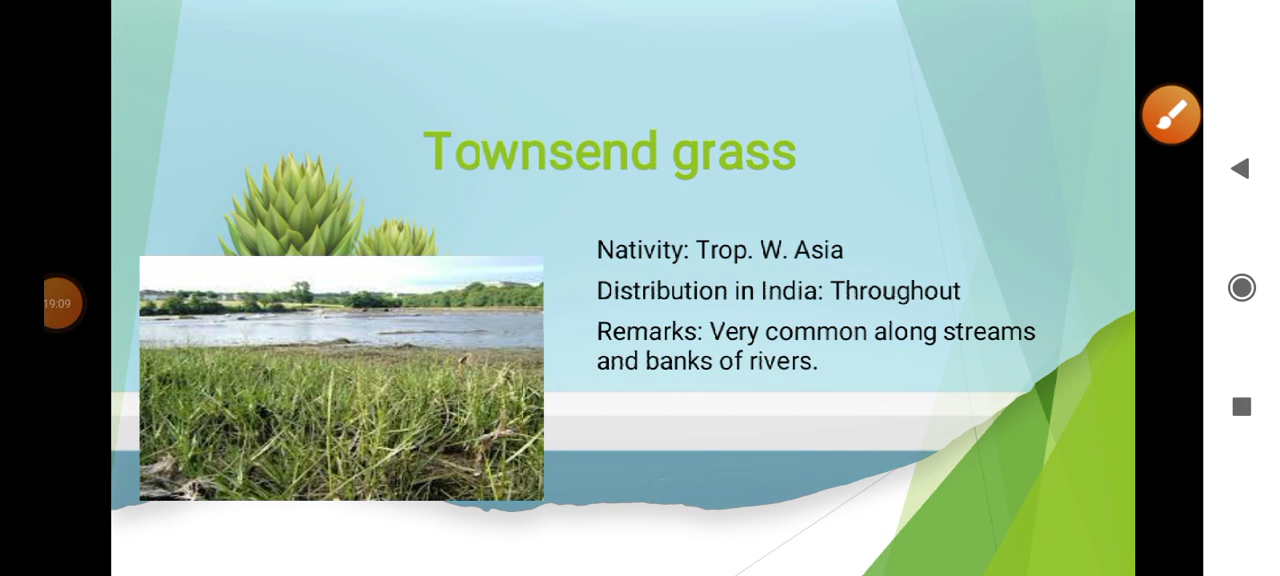 Townsend grass
Nativity: Trop. W. Asia
Distribution in India: Throughout
Remarks: Very common along streams
and banks of rivers.
19:09